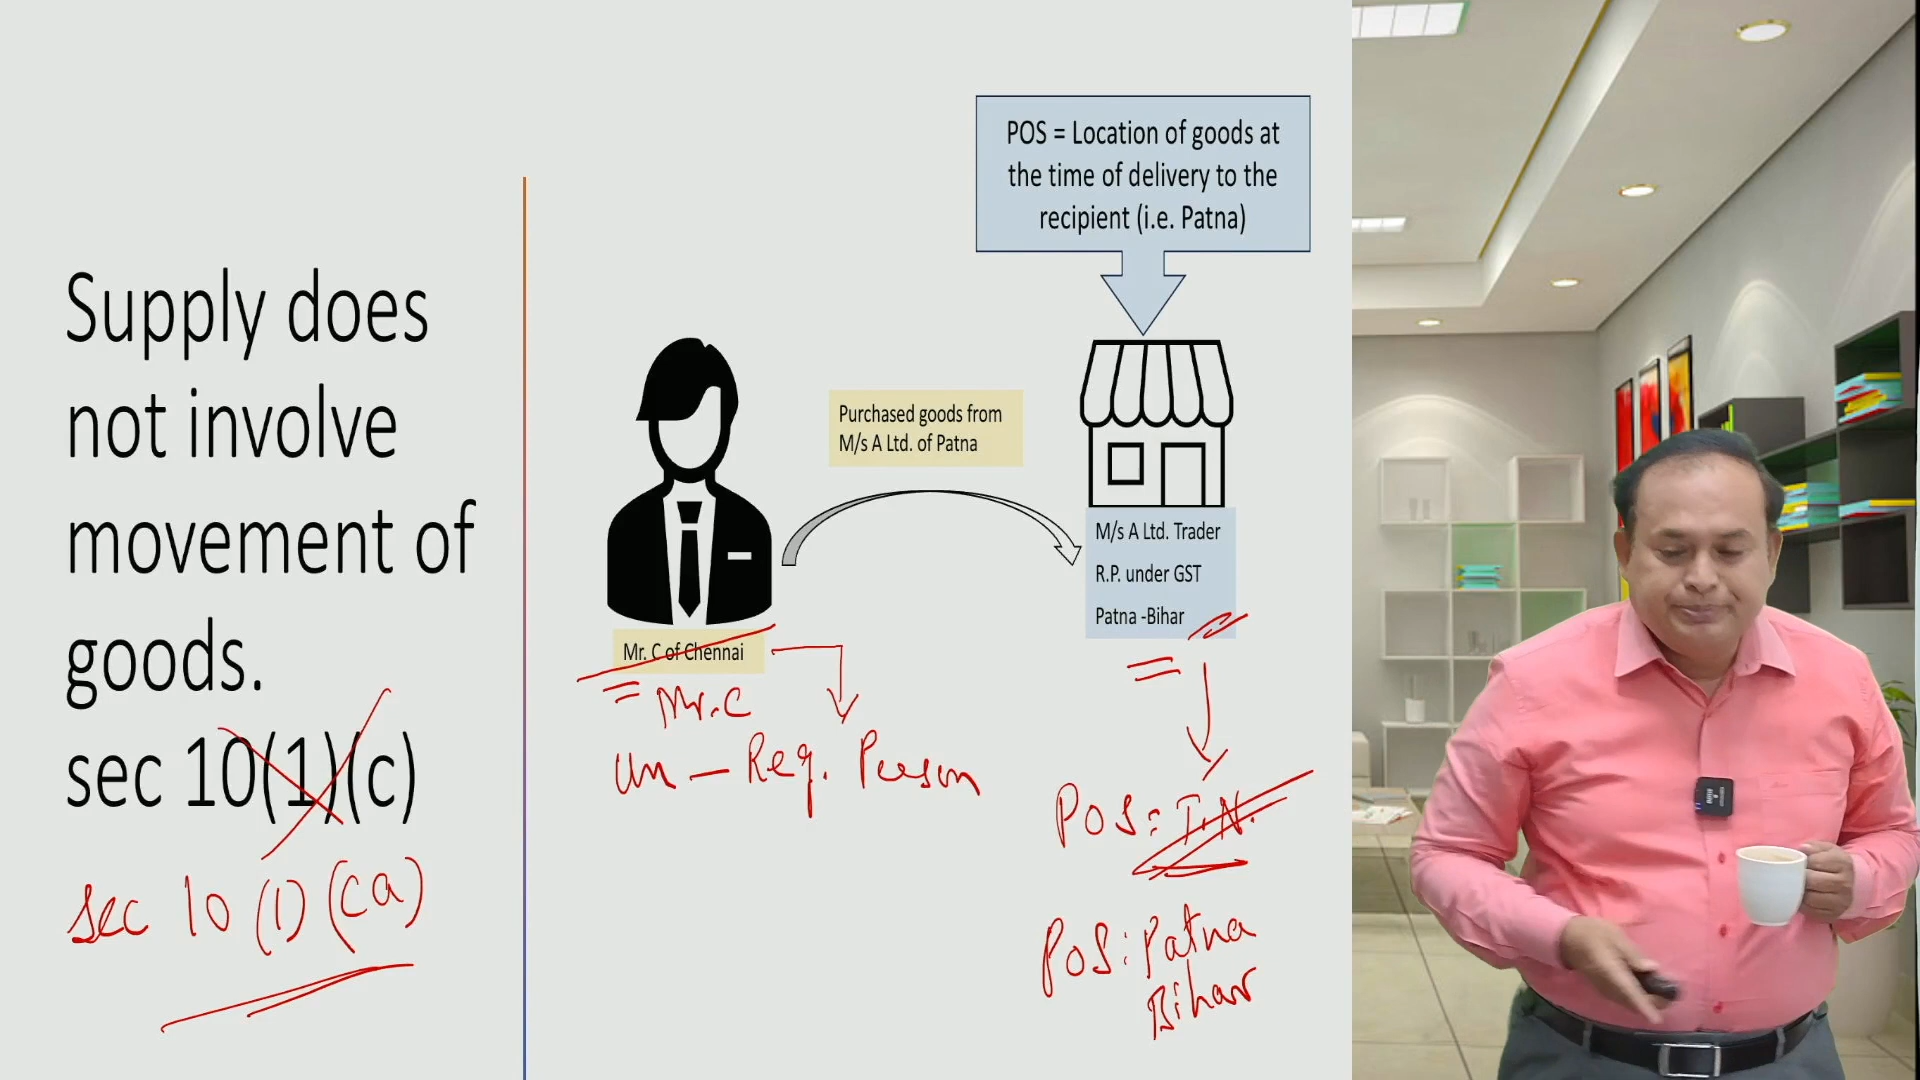 Supply does
not involve
movement of
goods.
sec 10(1)(c)
sec 10 (1) (ca)
POS = Location of goods at
the time of delivery to the
recipient (i.e. Patna)
Purchased goods from
M/s A Ltd. of Patna
M/s A Ltd. Trader
R.P. under GST
Patna -Bihar
Mr. C of Chennai
= Mr. C
Un - Reg. Person
POS: T.N.
POS: Patna
Bihar